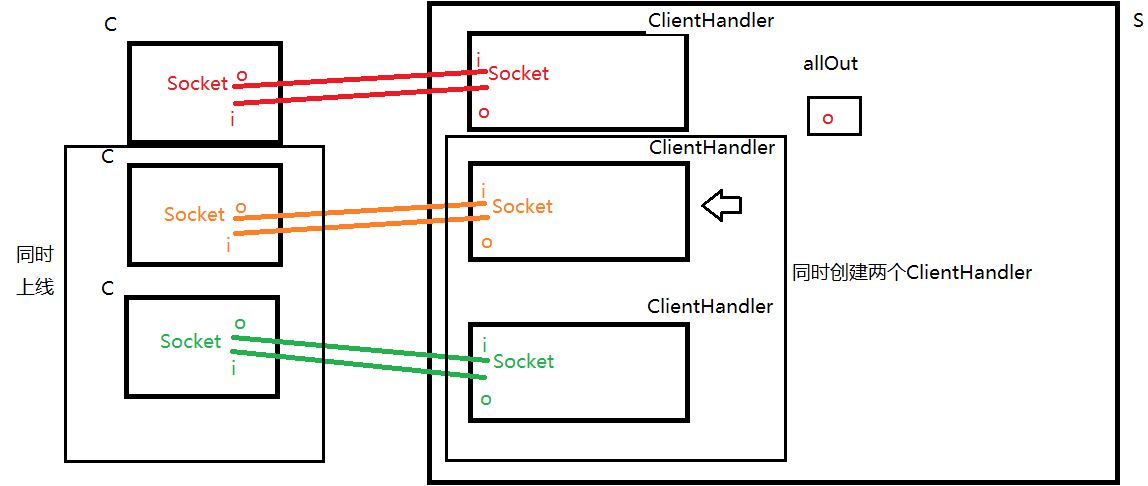 C
ClientHandler
S
Socket
o
i
i
Socket
o
allOut
o
C
ClientHandler
Socket
o
i
i
Socket
o
同时
上线
同时创建两个ClientHandler
C
ClientHandler
Socket
o
i
i
Socket
o